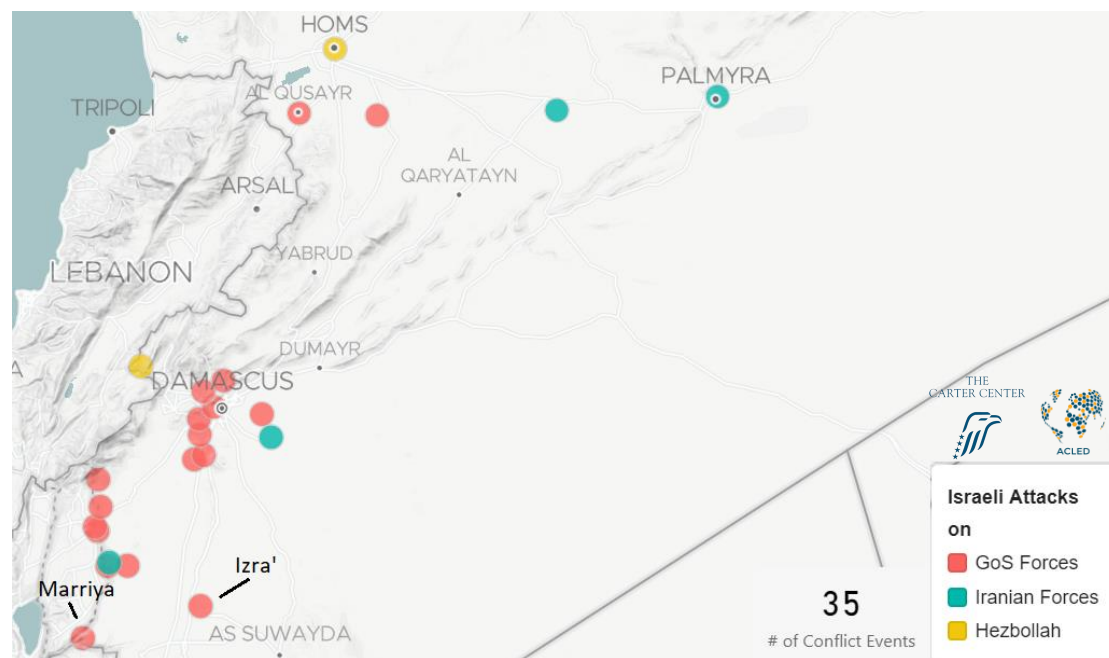 HOMS
PALMYRA
AL QUSAYR
TRIPOLI
AL
QARYATAYN
ARSAL
YABRUD
LEBANON
DUMAYR
A
DAMASCUS
THE
CARTER CENTER
ACLED
Israeli Attacks
on
GoS Forces
Iranian Forces
Hezbollah
Izra'
Marriya
35
# of Conflict Events
AS SUWAYDA